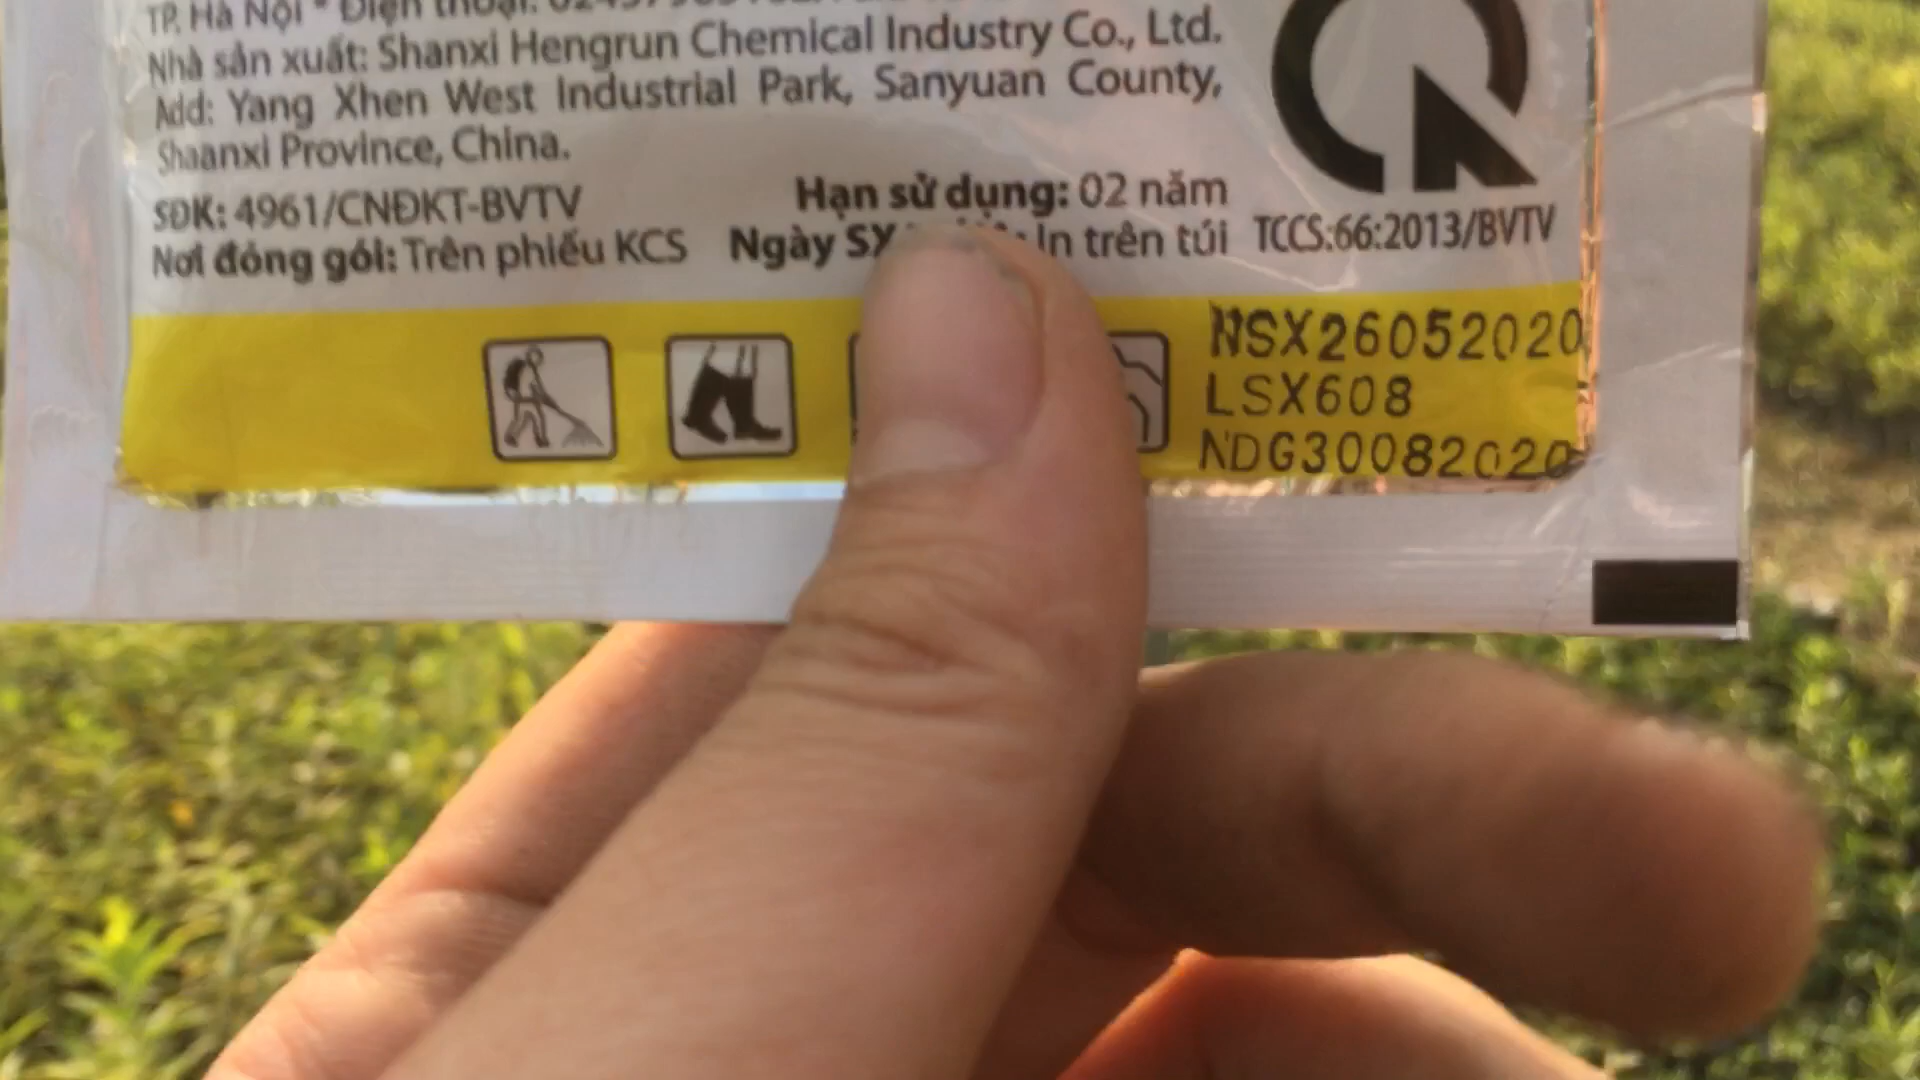 TP. Hà Nội * Điện thoại:
Nhà sản xuất: Shanxi Hengrun Chemical Industry Co., Ltd.
Add: Yang Xhen West Industrial Park, Sanyuan County,
Shaanxi Province, China.
SĐK: 4961/CNĐKT-BVTV
Hạn sử dụng: 02 năm
Nơi đóng gói: Trên phiếu KCS
Ngày SX In trên túi
TCCS:66:2013/BVTV
NSX26052020
LSX608
NDG30082020